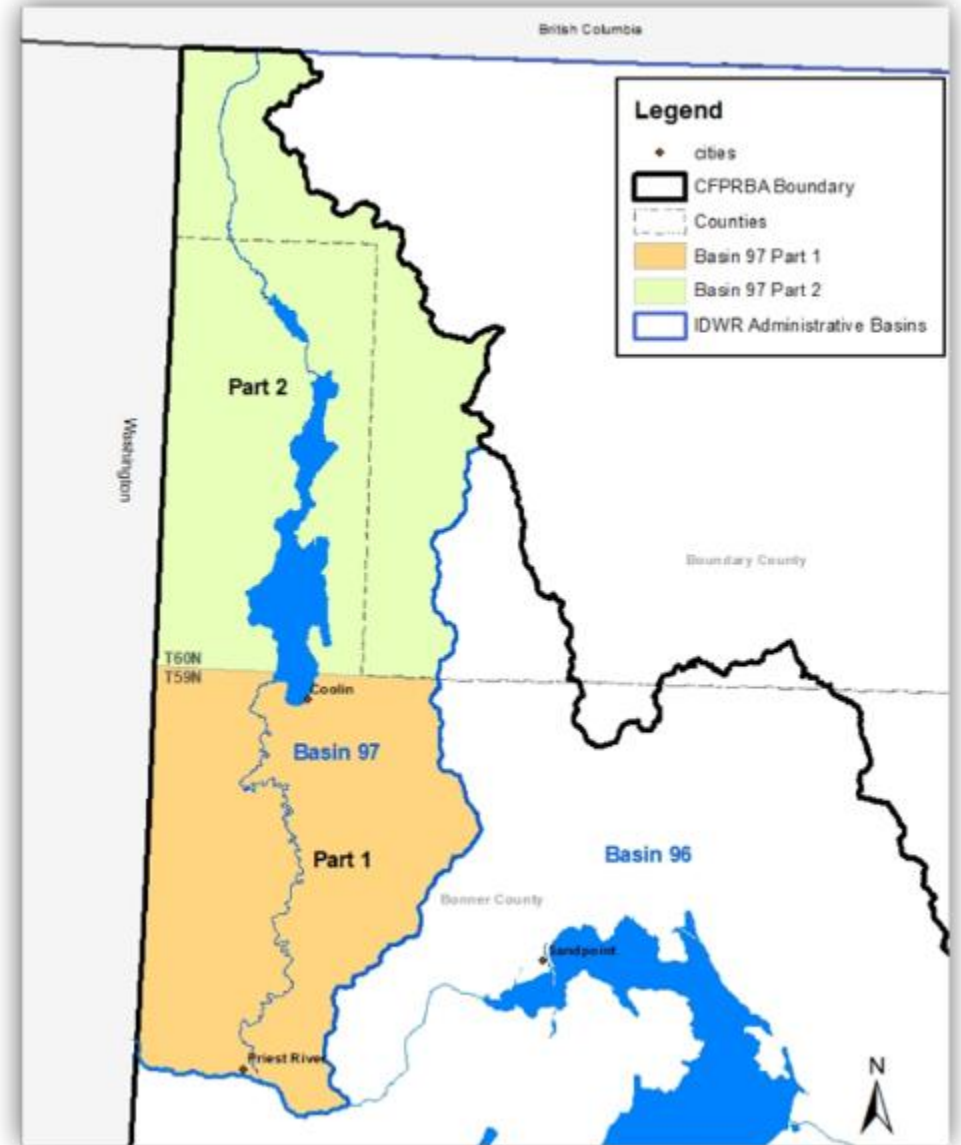 British Columbia
Legend
cities
CFPRBA Boundary
Counties
Basin 97 Part 1
Basin 97 Part 2
IDWR Administrative Basins
Part 2
Washington
Boundary County
T60N
T59N
Coolin
Basin 97
Part 1
Basin 96
Bonner County
Sandpoint
Priest River
N